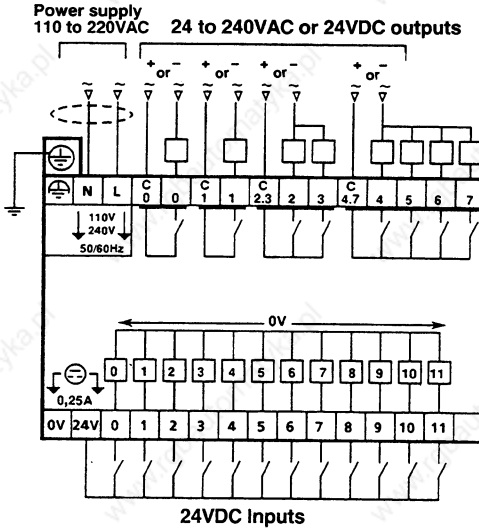 Power supply
110 to 220VAC 24 to 240VAC or 24VDC outputs
~ ~ + ~ or − ~ + ~ or − ~ + ~ or − ~ + ~ or − ~
N L C 0 0 C 1 1 C 2.3 2 3 C 4.7 4 5 6 7
110V
240V
50/60Hz
0V
0 1 2 3 4 5 6 7 8 9 10 11
0,25A
0V 24V 0 1 2 3 4 5 6 7 8 9 10 11
24VDC Inputs